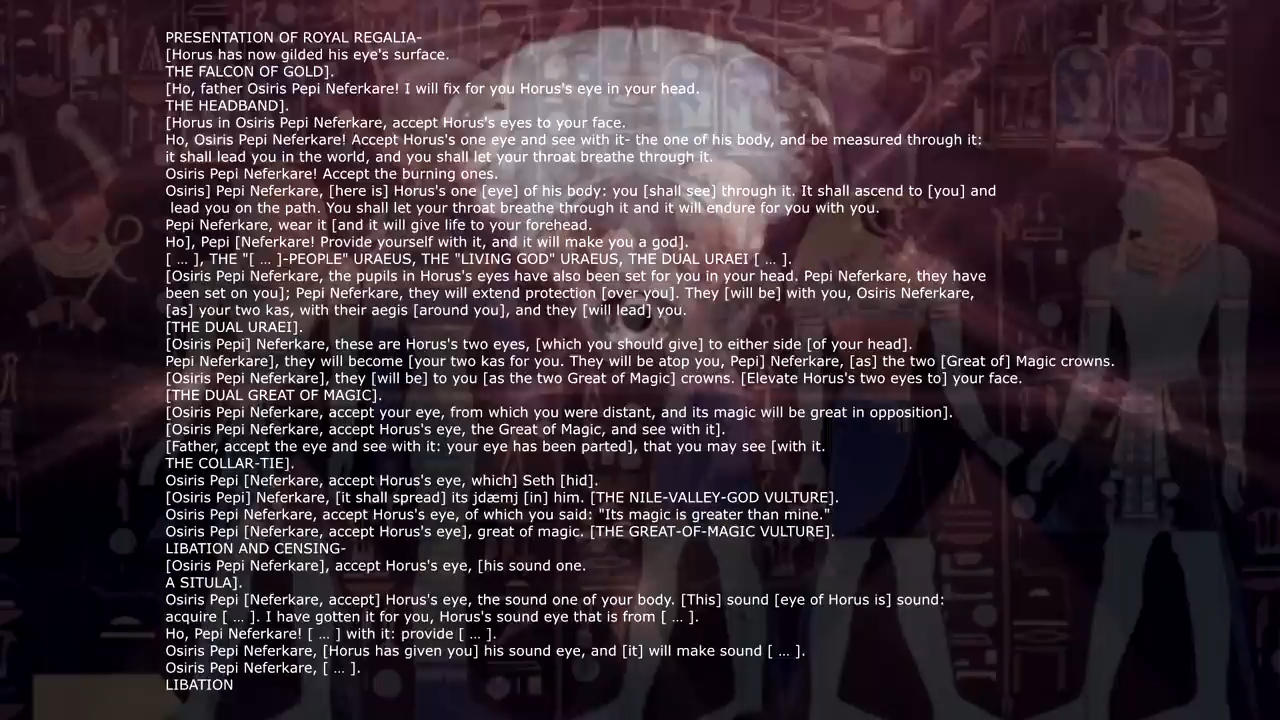 PRESENTATION OF ROYAL REGALIA-
[Horus has now gilded his eye's surface.
THE FALCON OF GOLD].
[Ho, father Osiris Pepi Neferkare! I will fix for you Horus's eye in your head.
THE HEADBAND].
[Horus in Osiris Pepi Neferkare, accept Horus's eyes to your face.
Ho, Osiris Pepi Neferkare! Accept Horus's one eye and see with it- the one of his body, and be measured through it:
it shall lead you in the world, and you shall let your throat breathe through it.
Osiris Pepi Neferkare! Accept the burning ones.
Osiris] Pepi Neferkare, [here is] Horus's one [eye] of his body: you [shall see] through it. It shall ascend to [you] and
lead you on the path. You shall let your throat breathe through it and it will endure for you with you.
Pepi Neferkare, wear it [and it will give life to your forehead.
Ho], Pepi [Neferkare! Provide yourself with it, and it will make you a god].
[ … ], THE "[ … ]-PEOPLE" URAEUS, THE "LIVING GOD" URAEUS, THE DUAL URAEI [ … ].
[Osiris Pepi Neferkare, the pupils in Horus's eyes have also been set for you in your head. Pepi Neferkare, they have
been set on you]; Pepi Neferkare, they will extend protection [over you]. They [will be] with you, Osiris Neferkare,
[as] your two kas, with their aegis [around you], and they [will lead] you.
[THE DUAL URAEI].
[Osiris Pepi] Neferkare, these are Horus's two eyes, [which you should give] to either side [of your head].
Pepi Neferkare], they will become [your two kas for you. They will be atop you, Pepi] Neferkare, [as] the two [Great of] Magic crowns.
[Osiris Pepi Neferkare], they [will be] to you [as the two Great of Magic] crowns. [Elevate Horus's two eyes to] your face.
[THE DUAL GREAT OF MAGIC].
[Osiris Pepi Neferkare, accept your eye, from which you were distant, and its magic will be great in opposition].
[Osiris Pepi Neferkare, accept Horus's eye, the Great of Magic, and see with it].
[Father, accept the eye and see with it: your eye has been parted], that you may see [with it.
THE COLLAR-TIE].
Osiris Pepi [Neferkare, accept Horus's eye, which] Seth [hid].
[Osiris Pepi] Neferkare, [it shall spread] its jdæmj [in] him. [THE NILE-VALLEY-GOD VULTURE].
Osiris Pepi Neferkare, accept Horus's eye, of which you said: "Its magic is greater than mine."
Osiris Pepi [Neferkare, accept Horus's eye], great of magic. [THE GREAT-OF-MAGIC VULTURE].
LIBATION AND CENSING-
[Osiris Pepi Neferkare], accept Horus's eye, [his sound one.
A SITULA].
Osiris Pepi [Neferkare, accept] Horus's eye, the sound one of your body. [This] sound [eye of Horus is] sound:
acquire [ … ]. I have gotten it for you, Horus's sound eye that is from [ … ].
Ho, Pepi Neferkare! [ … ] with it: provide [ … ].
Osiris Pepi Neferkare, [Horus has given you] his sound eye, and [it] will make sound [ … ].
Osiris Pepi Neferkare, [ … ].
LIBATION